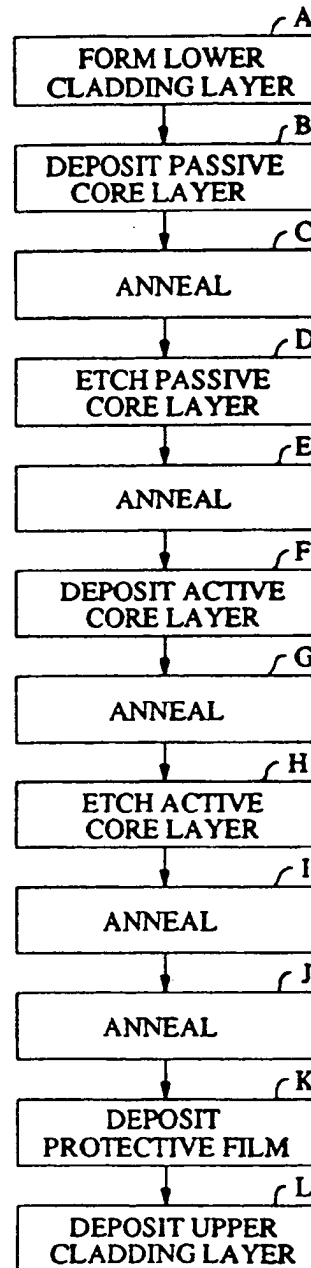 A
FORM LOWER
CLADDING LAYER
B
DEPOSIT PASSIVE
CORE LAYER
C
ANNEAL
D
ETCH PASSIVE
CORE LAYER
E
ANNEAL
F
DEPOSIT ACTIVE
CORE LAYER
G
ANNEAL
H
ETCH ACTIVE
CORE LAYER
I
ANNEAL
J
ANNEAL
K
DEPOSIT
PROTECTIVE FILM
L
DEPOSIT UPPER
CLADDING LAYER